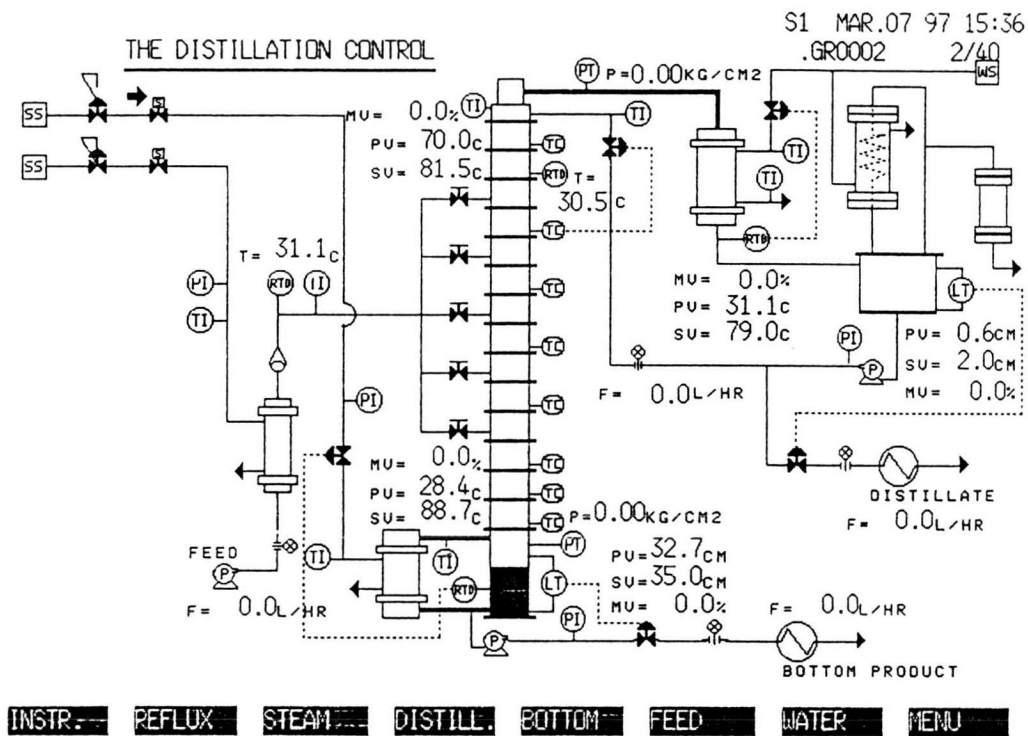 S1 MAR.07 97 15:36
THE DISTILLATION CONTROL
.GR0002 2/40
WS
PT P=0.00KG/CM2
SS
S
MV= 0.0%
TI
TI
PV= 70.0C
TC
SV= 81.5C
RTD T=
30.5C
SS
S
TI
TI
TC
RTD
T= 31.1C
PI
RTD
TI
TC
MV= 0.0%
PV= 31.1C
SV= 79.0C
LT
TI
TC
PI
P
PV= 0.6CM
SV= 2.0CM
MV= 0.0%
PI
TC
F= 0.0L/HR
MV= 0.0%
PV= 28.4C
SV= 88.7C
TC
TC
TC
P=0.00KG/CM2
DISTILLATE
F= 0.0L/HR
FEED
P
F= 0.0L/HR
TI
TI
PT
RTD
LT
PV= 32.7CM
SV= 35.0CM
MV= 0.0%
PI
P
F= 0.0L/HR
BOTTOM PRODUCT
INSTR. REFLUX STEAM DISTILL. BOTTOM FEED WATER MENU